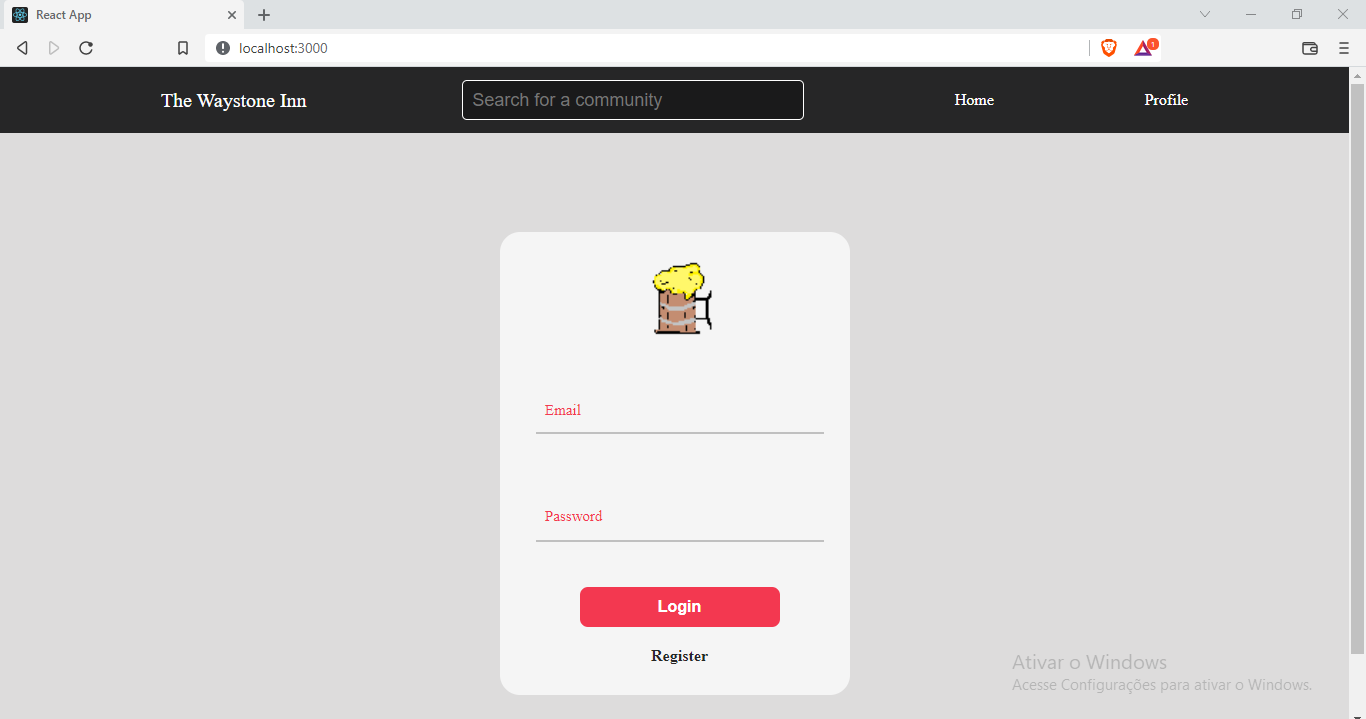 React App
localhost:3000
1
The Waystone Inn
Search for a community
Home
Profile
Email
Password
Login
Register
Ativar o Windows
Acesse Configurações para ativar o Windows.